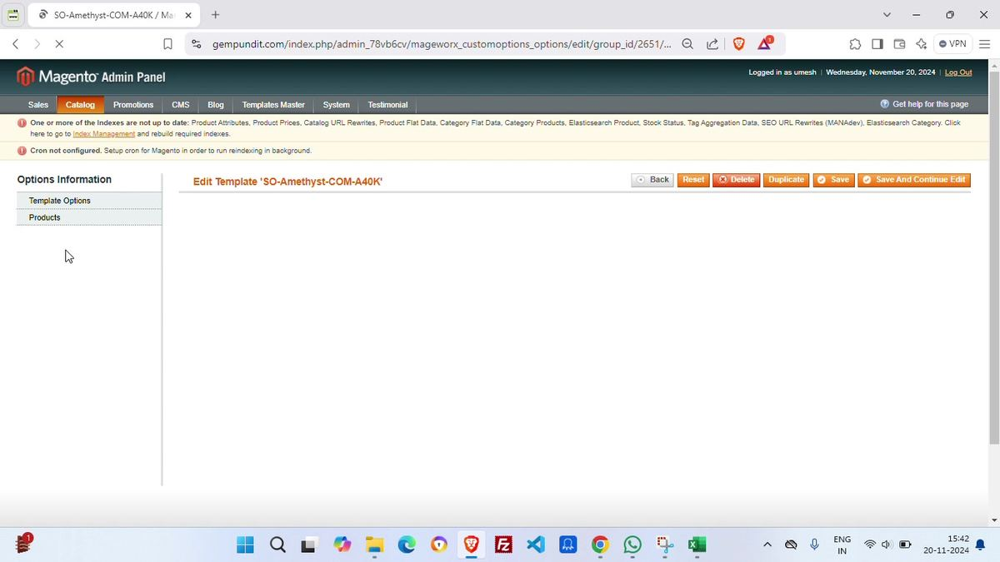 SO-Amethyst-COM-A40K / Ma
gempundit.com/index.php/admin_78vb6cv/mageworx_customoptions_options/edit/group_id/2651/...
1
VPN
Magento Admin Panel
Logged in as umesh | Wednesday, November 20, 2024 | Log Out
Sales Catalog Promotions CMS Blog Templates Master System Testimonial
Get help for this page
One or more of the Indexes are not up to date: Product Attributes, Product Prices, Catalog URL Rewrites, Product Flat Data, Category Flat Data, Category Products, Elasticsearch Product, Stock Status, Tag Aggregation Data, SEO URL Rewrites (MANAdev), Elasticsearch Category. Click
here to go to Index Management and rebuild required indexes.
Cron not configured. Setup cron for Magento in order to run reindexing in background.
Options Information
Template Options
Products
Edit Template 'SO-Amethyst-COM-A40K'
Back Reset Delete Duplicate Save Save And Continue Edit
1
ENG
IN
15:42
20-11-2024